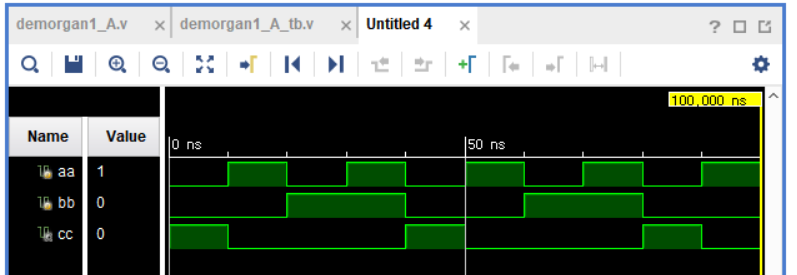 demorgan1_A.v × demorgan1_A_tb.v × Untitled 4 ×
100,000 ns
Name Value 0 ns 50 ns
aa 1
bb 0
cc 0